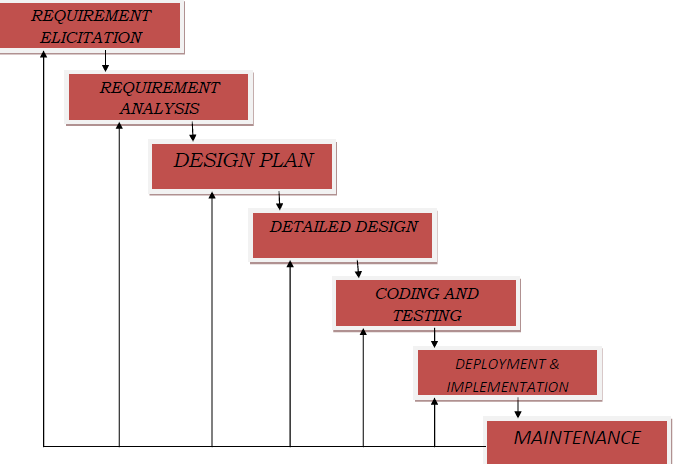 REQUIREMENT
ELICITATION
REQUIREMENT
ANALYSIS
DESIGN PLAN
DETAILED DESIGN
CODING AND
TESTING
DEPLOYMENT &
IMPLEMENTATION
MAINTENANCE